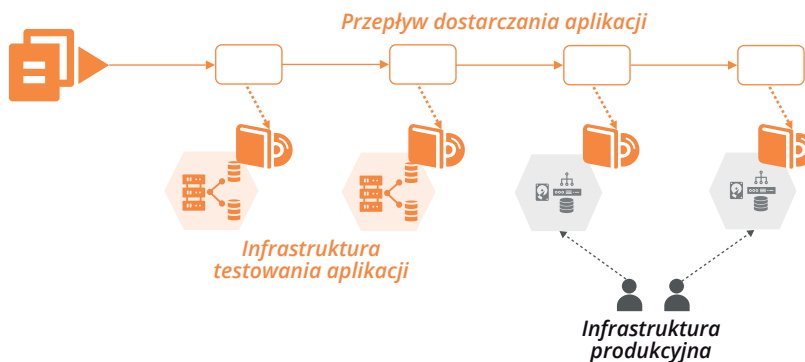 Przepływ dostarczania aplikacji
Infrastruktura
testowania aplikacji
Infrastruktura
produkcyjna